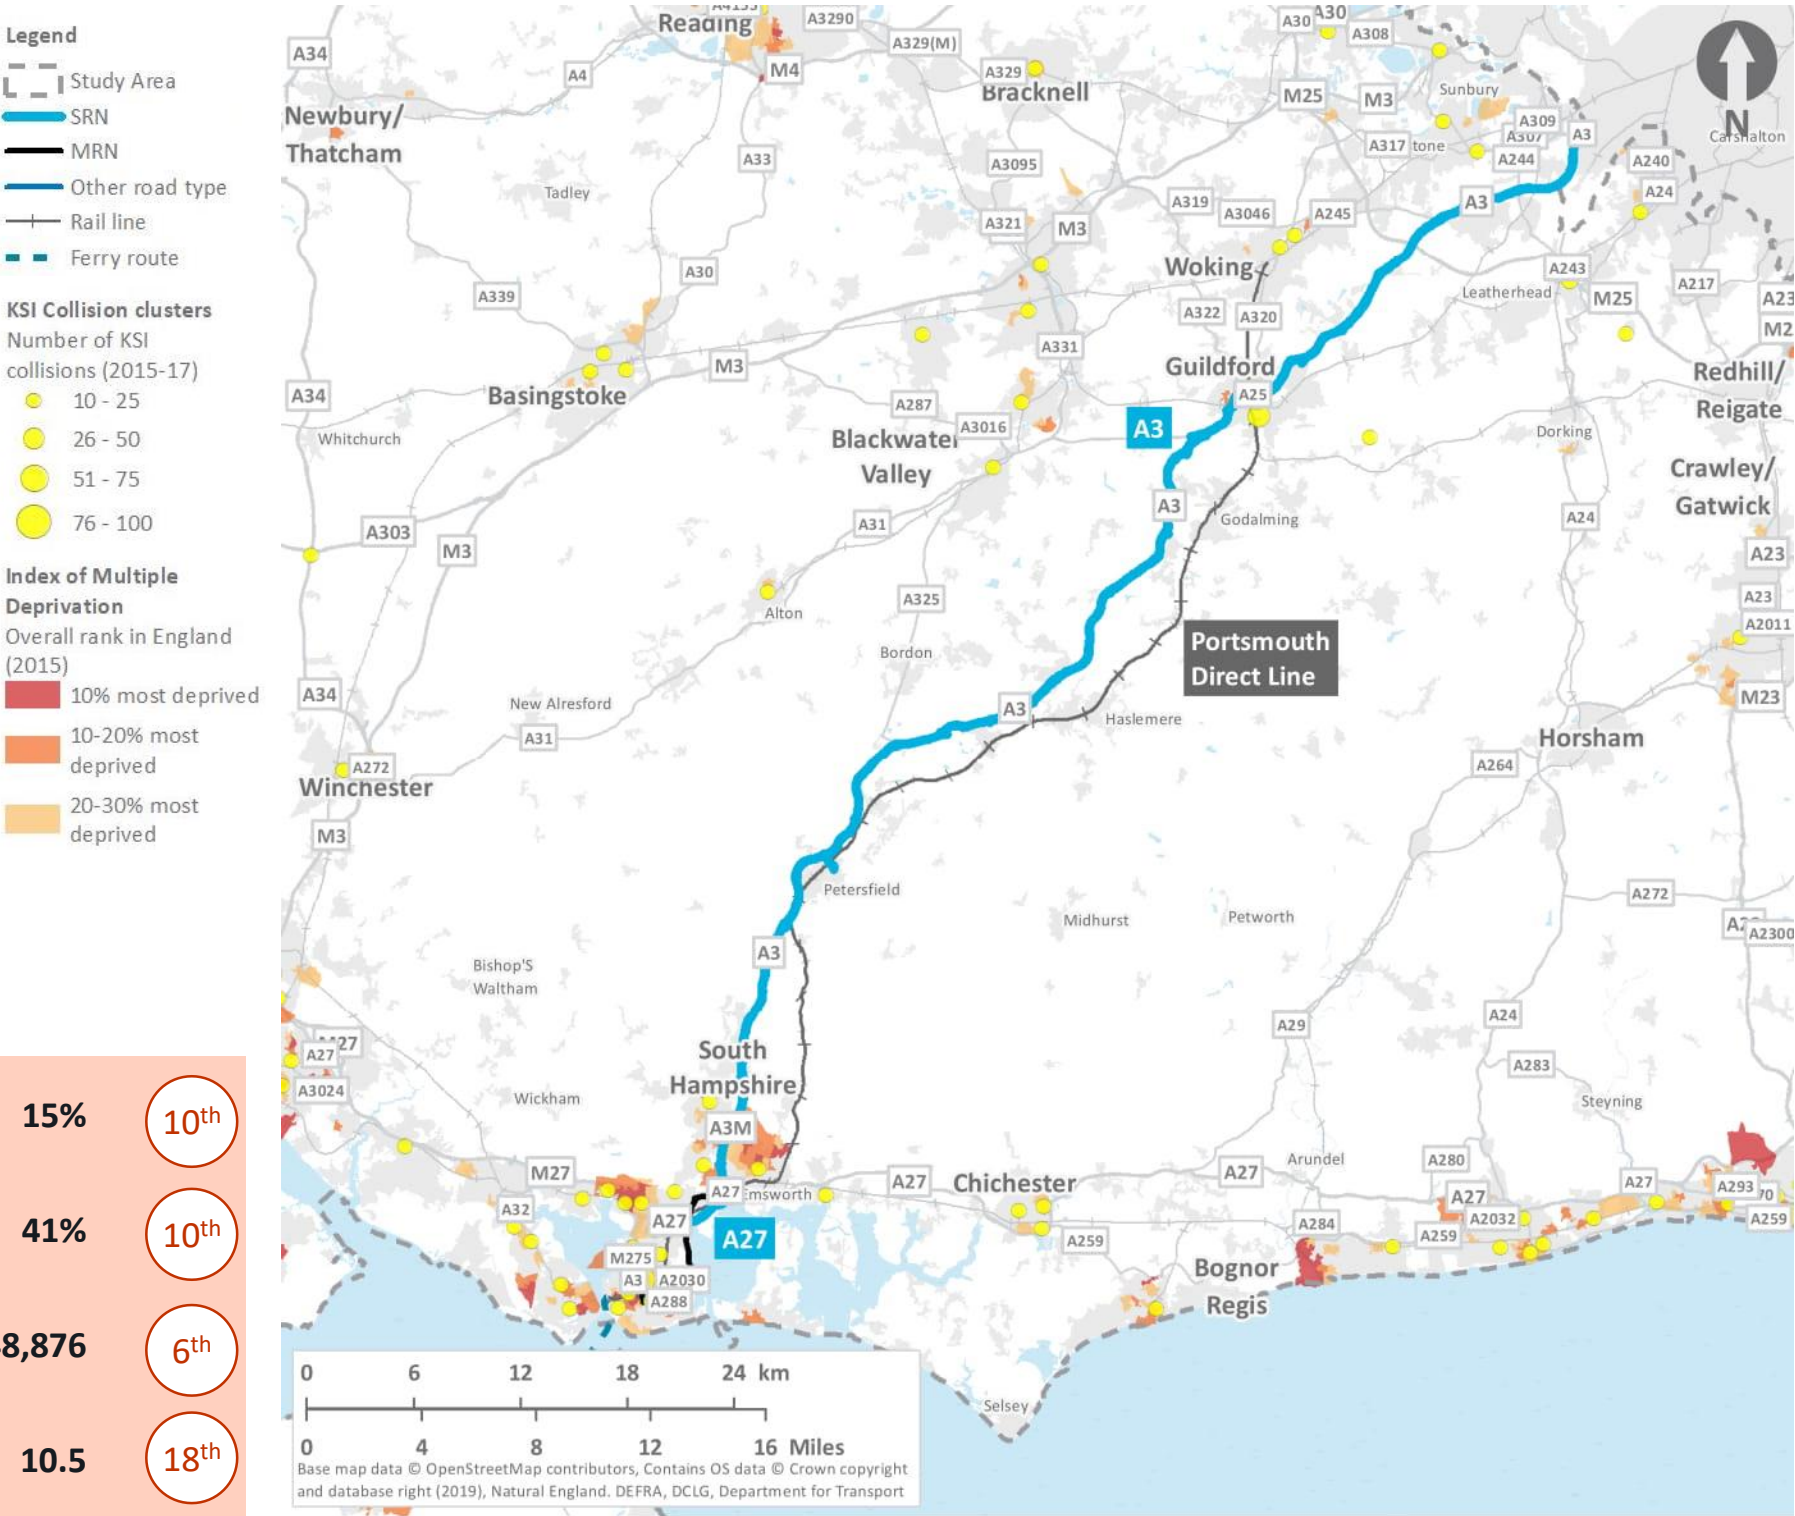 Legend
Study Area
SRN
MRN
Other road type
Rail line
Ferry route
KSI Collision clusters
Number of KSI
collisions (2015-17)
10 - 25
26 - 50
51 - 75
76 - 100
Index of Multiple
Deprivation
Overall rank in England
(2015)
10% most deprived
10-20% most
deprived
20-30% most
deprived
15% 10th
41% 10th
8,876 6th
10.5 18th
Reading
A3290
A329(M)
A30
A30
A308
A34
A4
M4
A329
Bracknell
M25
M3
Sunbury
A309
A307
A3
N
Carshalton
Newbury/
Thatcham
A33
A3095
A317
tone
A244
A240
A24
Tadley
A319
A3046
A245
A3
A321
M3
Woking
A243
A30
A339
A322
A320
Leatherhead
M25
A217
A23
M2
A331
M3
Guildford
Redhill/
Reigate
A34
Basingstoke
A287
A25
A3016
A3
Whitchurch
Blackwater
Valley
Dorking
Crawley/
Gatwick
A303
M3
A31
A3
Godalming
A24
A23
A325
A23
Alton
A2011
Bordon
Portsmouth
Direct Line
A34
New Alresford
A3
Haslemere
M23
A31
Horsham
A272
Winchester
A264
M3
Petersfield
A272
Midhurst
Petworth
A2300
A3
Bishop'S
Waltham
A24
A29
A27
South
Hampshire
A283
A3024
Wickham
Steyning
A3M
M27
A27
Emsworth
A27
Chichester
A27
Arundel
A280
A27
A27
A293
A32
A27
A27
A259
A284
A259
A2032
A259
M275
A3
A2030
A288
Bognor
Regis
0 6 12 18 24 km
0 4 8 12 16 Miles
Selsey
Base map data © OpenStreetMap contributors, Contains OS data © Crown copyright
and database right (2019), Natural England. DEFRA, DCLG, Department for Transport